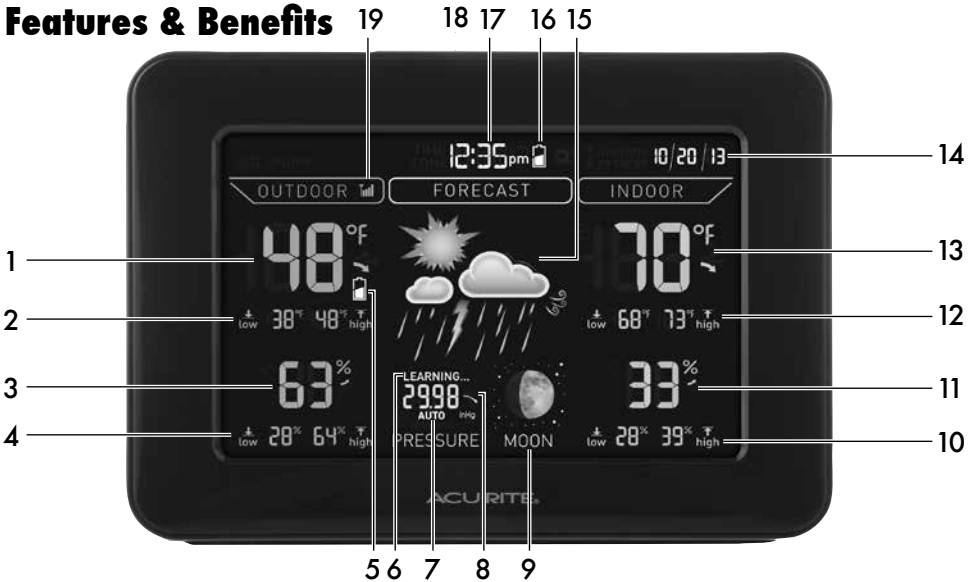 Features & Benefits
19 18 17 16 15
12:35 pm 10/20/13 14
OUTDOOR FORECAST INDOOR
1 48 °F 70 °F 13
2 low 38 °F 48 °F high low 68 °F 73 °F high 12
3 63 % 33 % 11
LEARNING...
29.98
AUTO inHg
4 low 28 % 64 % high PRESSURE MOON low 28 % 39 % high 10
ACURITE
5 6 7 8 9